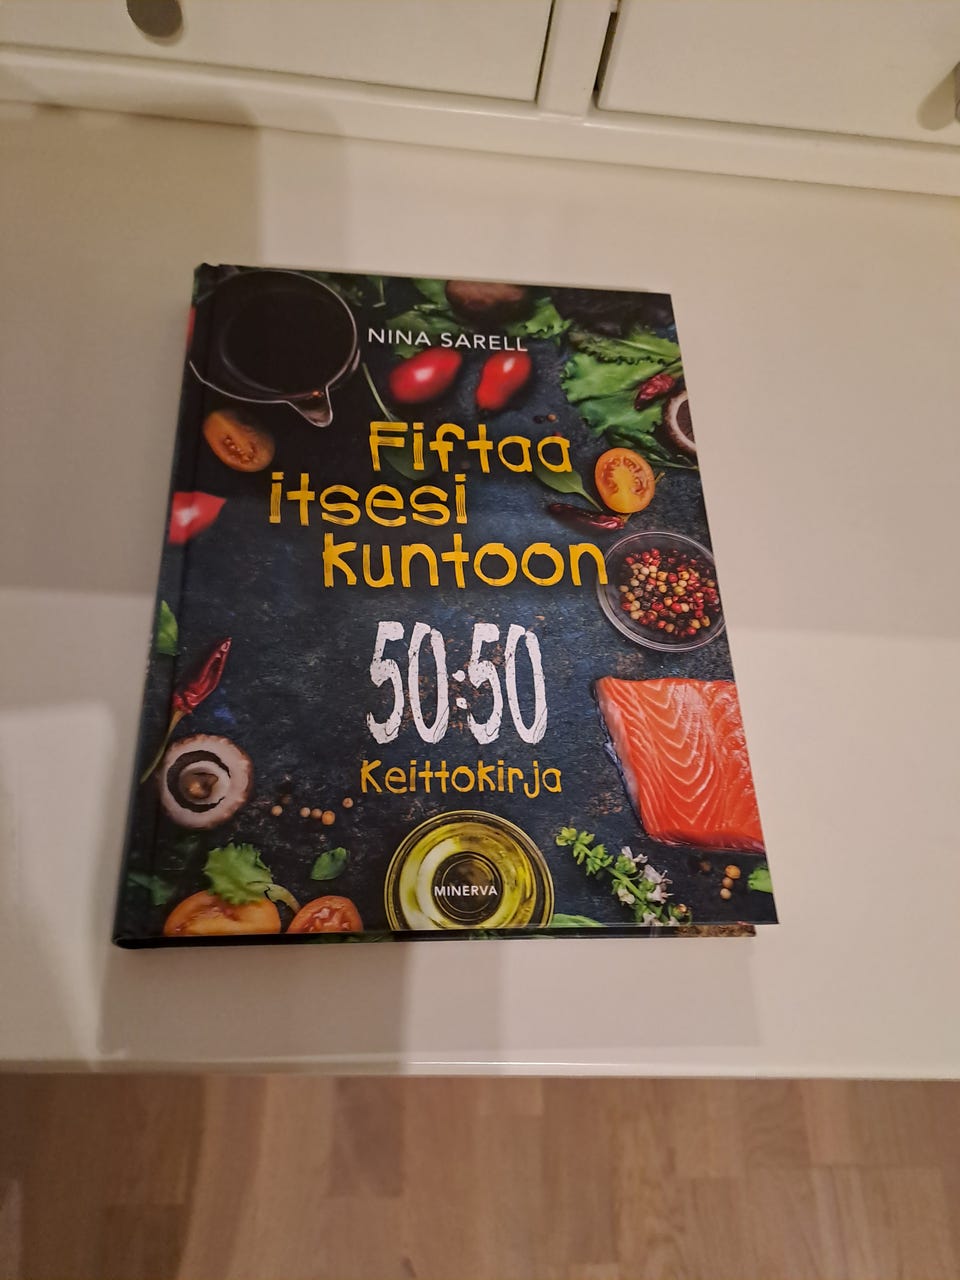 NINA SARELL
Fiftaa
itsesi
kuntoon
50:50
Keittokirja
MINERVA